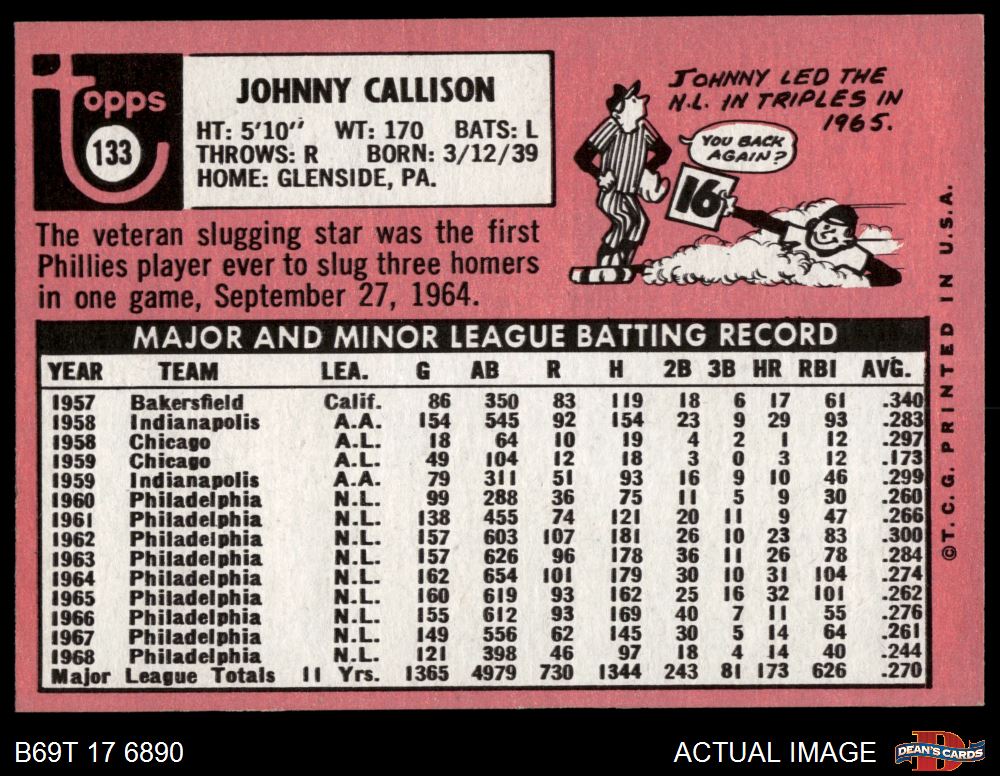 Topps
133
JOHNNY CALLISON
HT: 5'10" WT: 170 BATS: L
THROWS: R BORN: 3/12/39
HOME: GLENSIDE, PA.
JOHNNY LED THE
N.L. IN TRIPLES IN
1965.
YOU BACK
AGAIN?
16
The veteran slugging star was the first
Phillies player ever to slug three homers
in one game, September 27, 1964.
MAJOR AND MINOR LEAGUE BATTING RECORD
YEAR TEAM LEA. G AB R H 2B 3B HR RBI AVG.
1957 Bakersfield Calif. 86 350 83 119 18 6 17 61 .340
1958 Indianapolis A.A. 154 545 92 154 23 9 29 93 .283
1958 Chicago A.L. 18 64 10 19 4 2 1 12 .297
1959 Chicago A.L. 49 104 12 18 3 0 3 12 .173
1959 Indianapolis A.A. 79 311 51 93 16 9 10 46 .299
1960 Philadelphia N.L. 99 288 36 75 11 5 9 30 .260
1961 Philadelphia N.L. 138 455 74 121 20 11 9 47 .266
1962 Philadelphia N.L. 157 603 107 181 26 10 23 83 .300
1963 Philadelphia N.L. 157 626 96 178 36 11 26 78 .284
1964 Philadelphia N.L. 162 654 101 179 30 10 31 104 .274
1965 Philadelphia N.L. 160 619 93 162 25 16 32 101 .262
1966 Philadelphia N.L. 155 612 93 169 40 7 11 55 .276
1967 Philadelphia N.L. 149 556 62 145 30 5 14 64 .261
1968 Philadelphia N.L. 121 398 46 97 18 4 14 40 .244
Major League Totals 11 Yrs. 1365 4979 730 1344 243 81 173 626 .270
©T. C. G. PRINTED IN U.S.A.
B69T 17 6890
ACTUAL IMAGE
DEAN'S CARDS